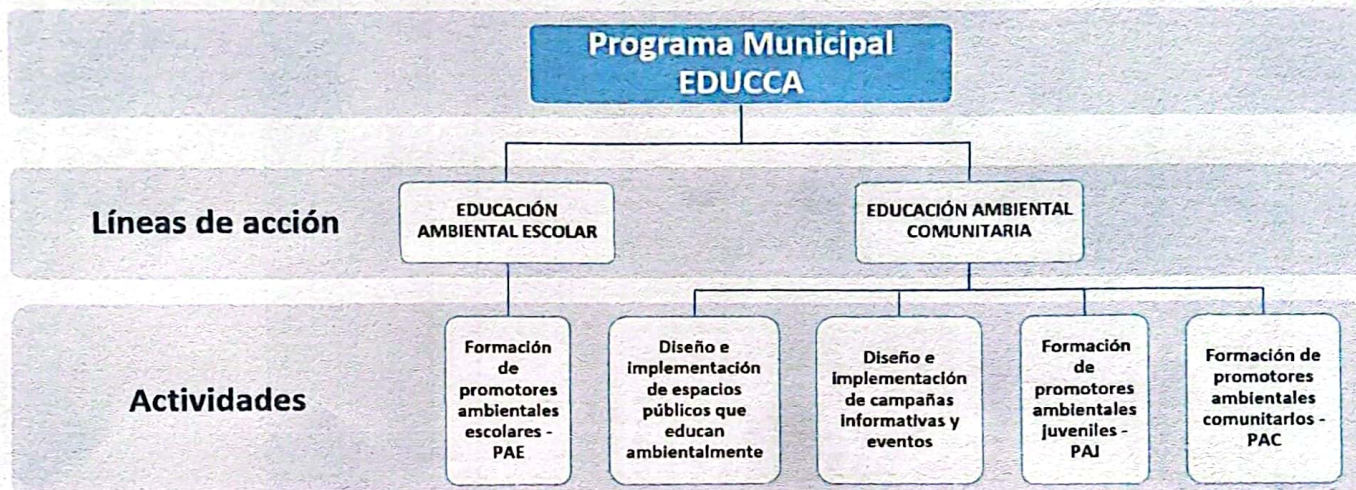 Programa Municipal
EDUCCA
Líneas de acción
EDUCACIÓN
AMBIENTAL ESCOLAR
EDUCACIÓN AMBIENTAL
COMUNITARIA
Actividades
Formación
de
promotores
ambientales
escolares -
PAE
Diseño e
implementación
de espacios
públicos que
educan
ambientalmente
Diseño e
implementación
de campañas
informativas y
eventos
Formación
de
promotores
ambientales
juveniles -
PAJ
Formación de
promotores
ambientales
comunitarios -
PAC